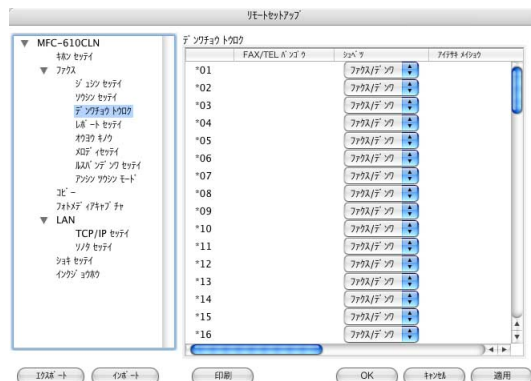 リモートセットアップ
MFC-610CLN
キホン セッテイ
ファクス
ジュシン セッテイ
ソウシン セッテイ
デンワチョウ トウロク
レポート セッテイ
オウヨウ キノウ
メロディ セッテイ
ルスバンデンワ セッテイ
アンシン ツウシン モード
コピー
フォトメディアキャプチャ
LAN
TCP/IP セッテイ
ソノタ セッテイ
ショキ セッテイ
インクジョウホウ
デンワチョウ トウロク
FAX/TEL バンゴウ シュベツ アイテサキ メイショウ
*01 ファクス/デンワ
*02 ファクス/デンワ
*03 ファクス/デンワ
*04 ファクス/デンワ
*05 ファクス/デンワ
*06 ファクス/デンワ
*07 ファクス/デンワ
*08 ファクス/デンワ
*09 ファクス/デンワ
*10 ファクス/デンワ
*11 ファクス/デンワ
*12 ファクス/デンワ
*13 ファクス/デンワ
*14 ファクス/デンワ
*15 ファクス/デンワ
*16 ファクス/デンワ
エクスポート インポート 印刷 OK キャンセル 適用